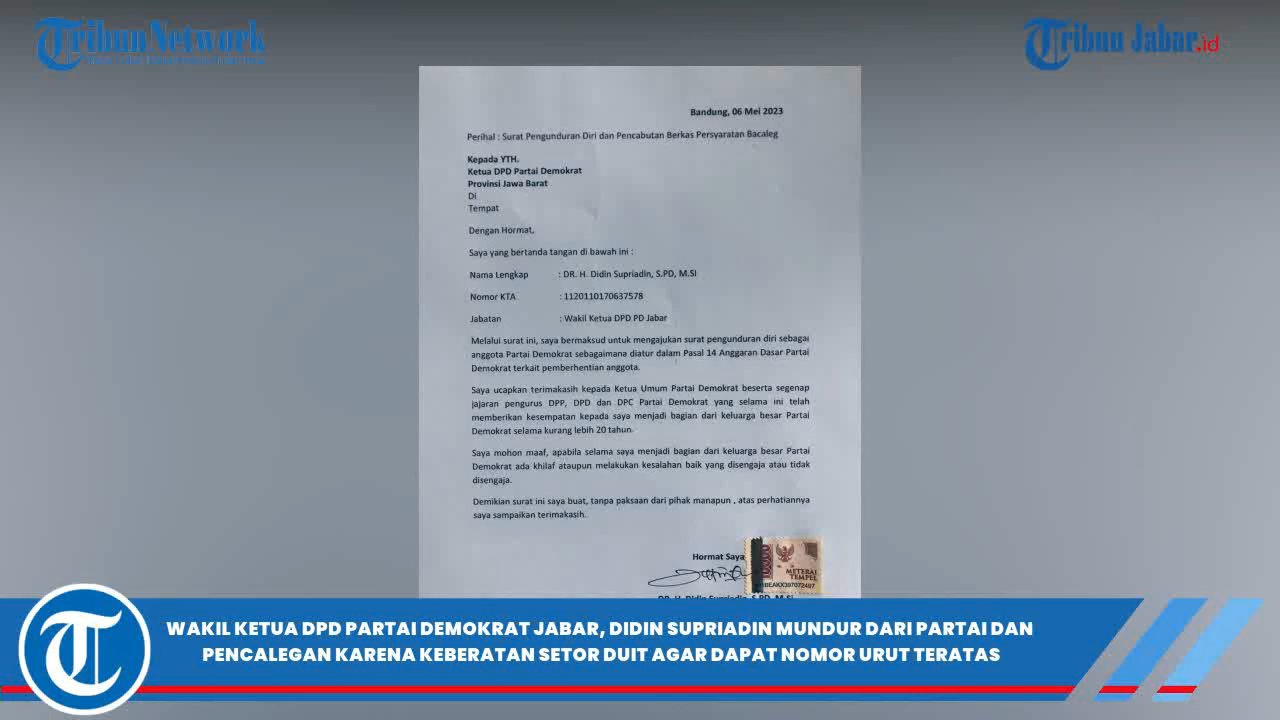 Tribun Network
Tribun Jabar.id
Bandung, 06 Mei 2023
Perihal : Surat Pengunduran Diri dan Pencabutan Berkas Persyaratan Bacaleg
Kepada YTH.
Ketua DPD Partai Demokrat
Provinsi Jawa Barat
Di
Tempat
Dengan Hormat,
Saya yang bertanda tangan di bawah ini :
Nama Lengkap : DR. H. Didin Supriadin, S.PD, M.SI
Nomor KTA : 1120110170637578
Jabatan : Wakil Ketua DPD PD Jabar
Melalui surat ini, saya bermaksud untuk mengajukan surat pengunduran diri sebagai
anggota Partai Demokrat sebagaimana diatur dalam Pasal 14 Anggaran Dasar Partai
Demokrat terkait pemberhentian anggota.
Saya ucapkan terimakasih kepada Ketua Umum Partai Demokrat beserta segenap
jajaran pengurus DPP, DPD dan DPC Partai Demokrat yang selama ini telah
memberikan kesempatan kepada saya menjadi bagian dari keluarga besar Partai
Demokrat selama kurang lebih 20 tahun.
Saya mohon maaf, apabila selama saya menjadi bagian dari keluarga besar Partai
Demokrat ada khilaf ataupun melakukan kesalahan baik yang disengaja atau tidak
disengaja.
Demikian surat ini saya buat, tanpa paksaan dari pihak manapun , atas perhatiannya
saya sampaikan terimakasih.
Hormat Saya
METERAI
TEMPEL
DR. H. Didin Supriadin, S.PD, M.SI
WAKIL KETUA DPD PARTAI DEMOKRAT JABAR, DIDIN SUPRIADIN MUNDUR DARI PARTAI DAN
PENCALEGAN KARENA KEBERATAN SETOR DUIT AGAR DAPAT NOMOR URUT TERATAS